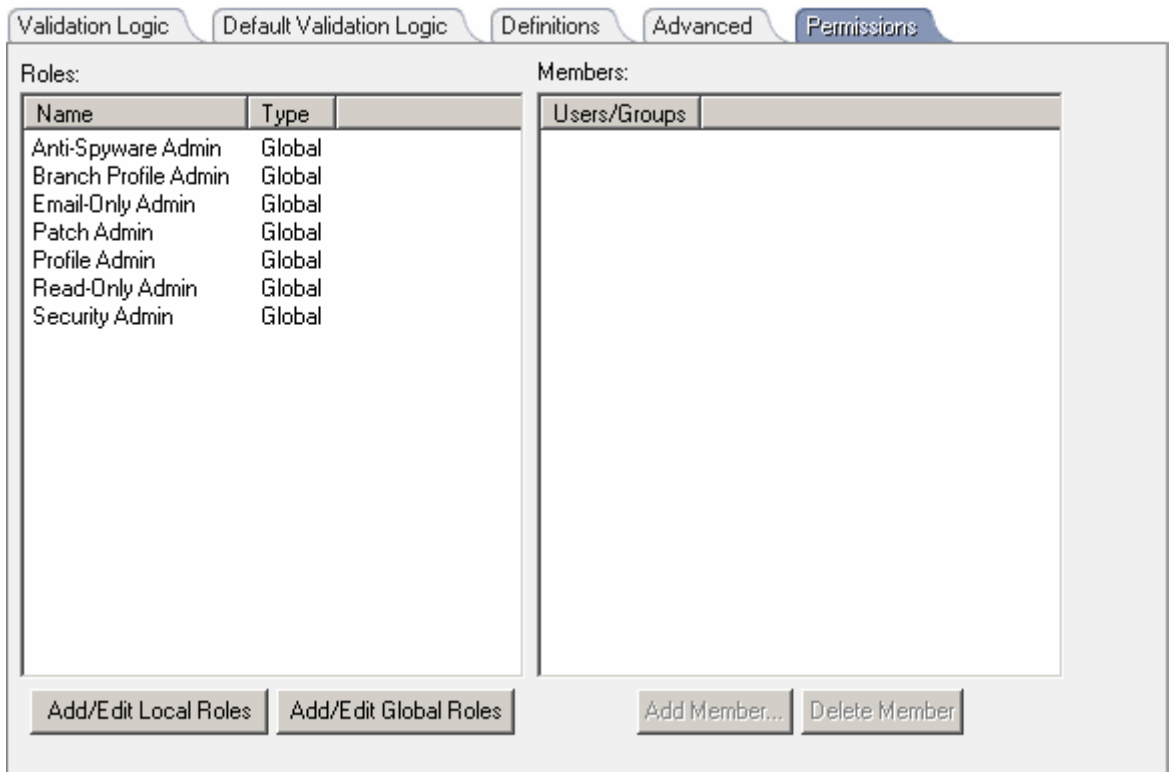 Validation Logic Default Validation Logic Definitions Advanced Permissions
Roles: Members:
Name Type Users/Groups
Anti-Spyware Admin Global
Branch Profile Admin Global
Email-Only Admin Global
Patch Admin Global
Profile Admin Global
Read-Only Admin Global
Security Admin Global
Add/Edit Local Roles Add/Edit Global Roles Add Member... Delete Member